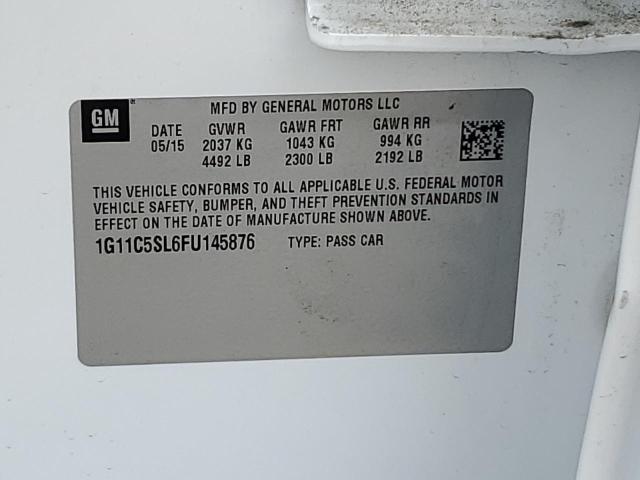 GM
MFD BY GENERAL MOTORS LLC
DATE GVWR GAWR FRT GAWR RR
05/15 2037 KG 1043 KG 994 KG
4492 LB 2300 LB 2192 LB
THIS VEHICLE CONFORMS TO ALL APPLICABLE U.S. FEDERAL MOTOR
VEHICLE SAFETY, BUMPER, AND THEFT PREVENTION STANDARDS IN
EFFECT ON THE DATE OF MANUFACTURE SHOWN ABOVE.
1G11C5SL6FU145876 TYPE: PASS CAR